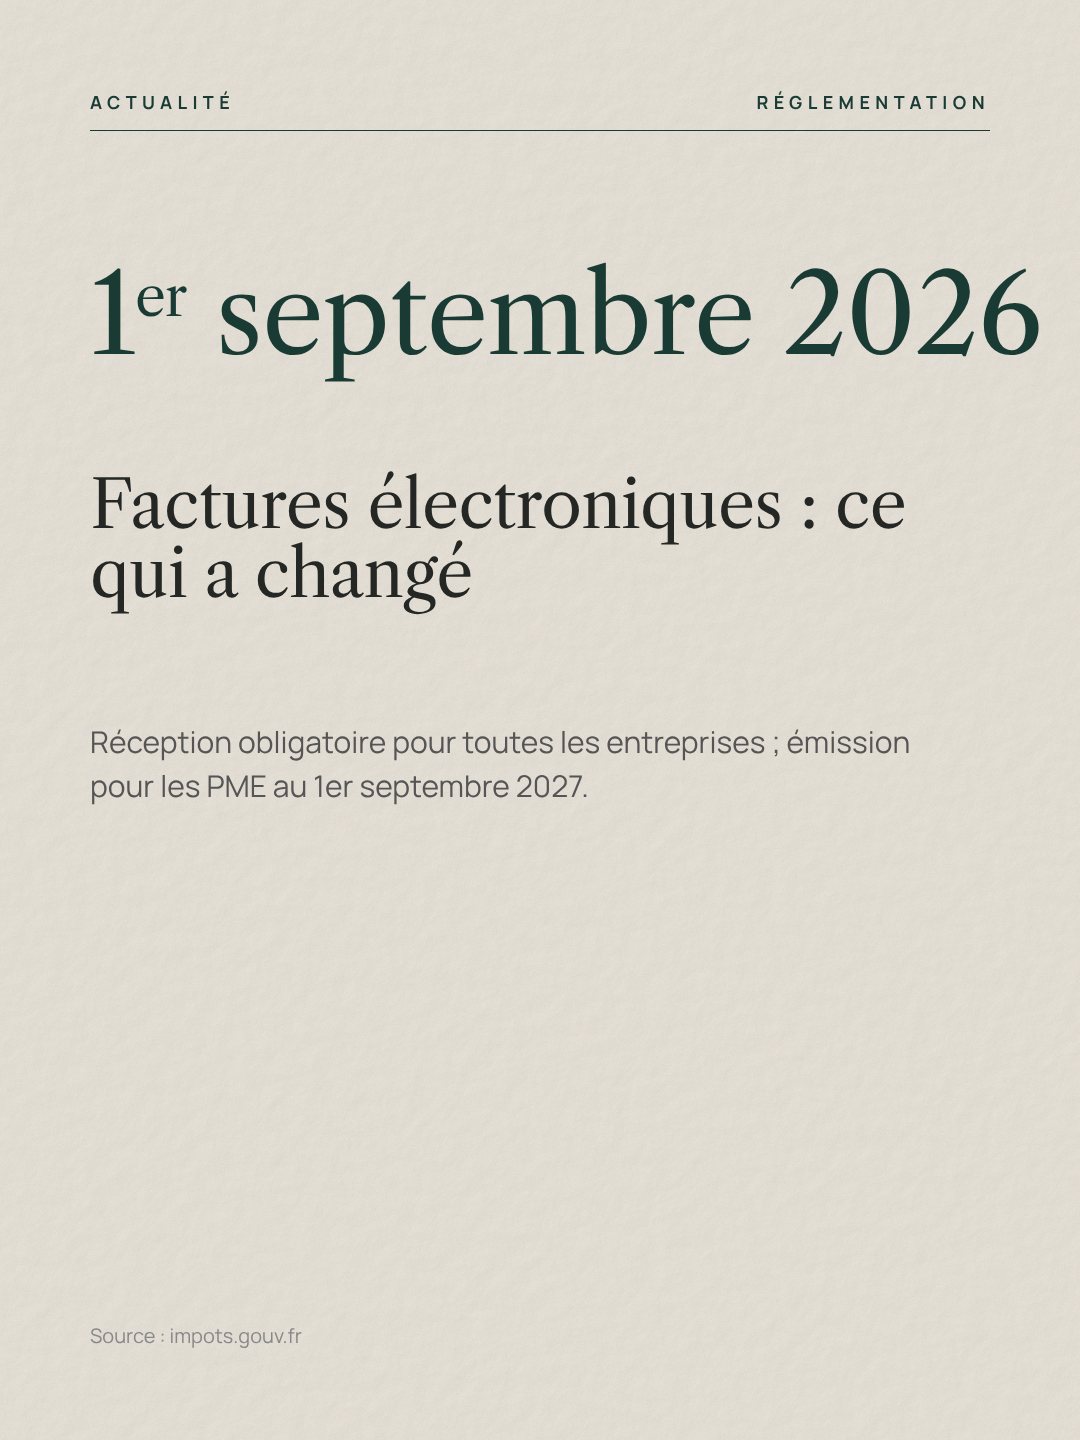 ACTUALITÉ RÉGLEMENTATION
1er septembre 2026
Factures électroniques : ce
qui a changé
Réception obligatoire pour toutes les entreprises ; émission
pour les PME au 1er septembre 2027.
Source : impots.gouv.fr